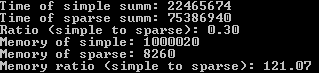 Time of simple summ: 22465674
Time of sparse summ: 75386940
Ratio (simple to sparse): 0.30
Memory of simple: 1000020
Memory of sparse: 8260
Memory ratio (simple to sparse): 121.07